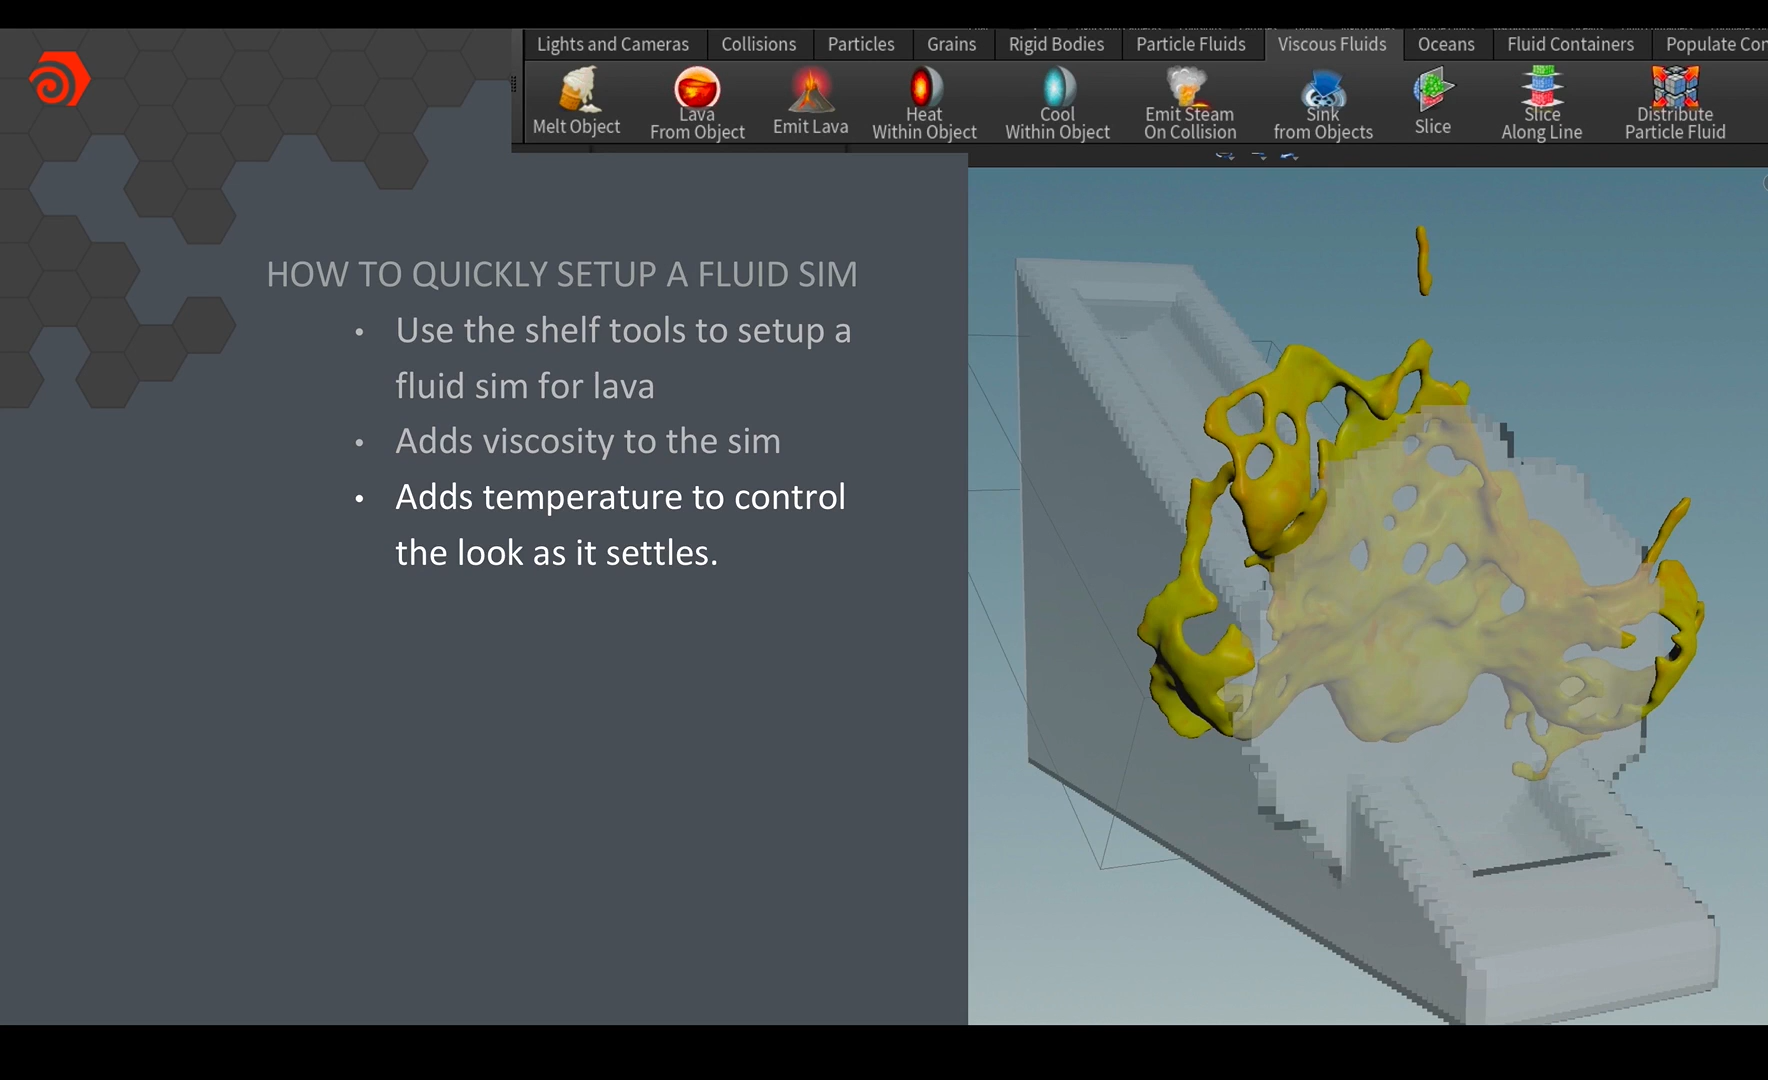 Lights and Cameras Collisions Particles Grains Rigid Bodies Particle Fluids Viscous Fluids Oceans Fluid Containers Populate Con
Melt Object
Lava
From Object
Emit Lava
Heat
Within Object
Cool
Within Object
Emit Steam
On Collision
Sink
from Objects
Slice
Slice
Along Line
Distribute
Particle Fluid
HOW TO QUICKLY SETUP A FLUID SIM
• Use the shelf tools to setup a
fluid sim for lava
• Adds viscosity to the sim
• Adds temperature to control
the look as it settles.